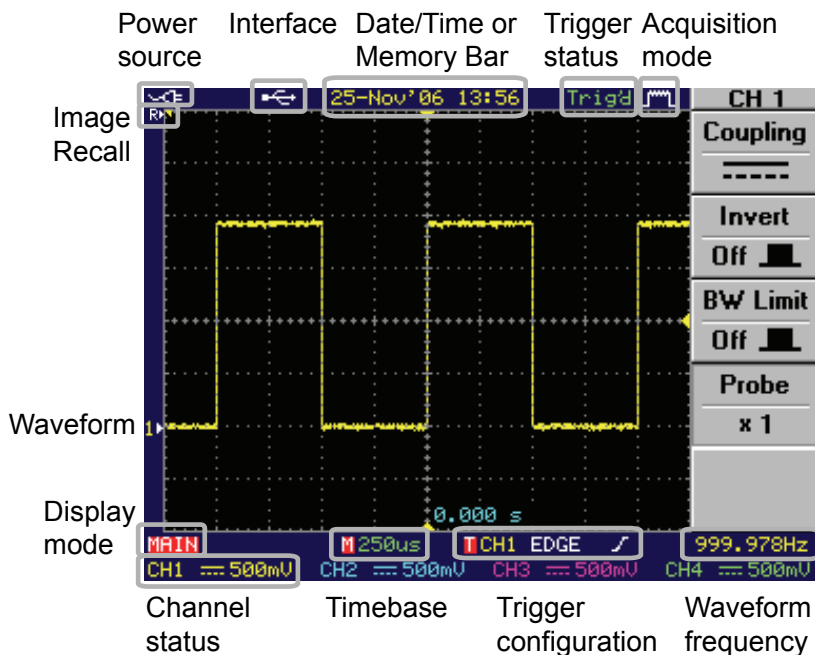 Power source
Interface
Date/Time or Memory Bar
Trigger status
Acquisition mode
25-Nov'06 13:56
Trig'd
CH 1
R
Image Recall
Coupling
Invert
Off
BW Limit
Off
Probe
x 1
Waveform
1
0.000 s
Display mode
MAIN
M 250us
T CH1 EDGE
999.978Hz
CH1 500mV
CH2 500mV
CH3 500mV
CH4 500mV
Channel status
Timebase
Trigger configuration
Waveform frequency